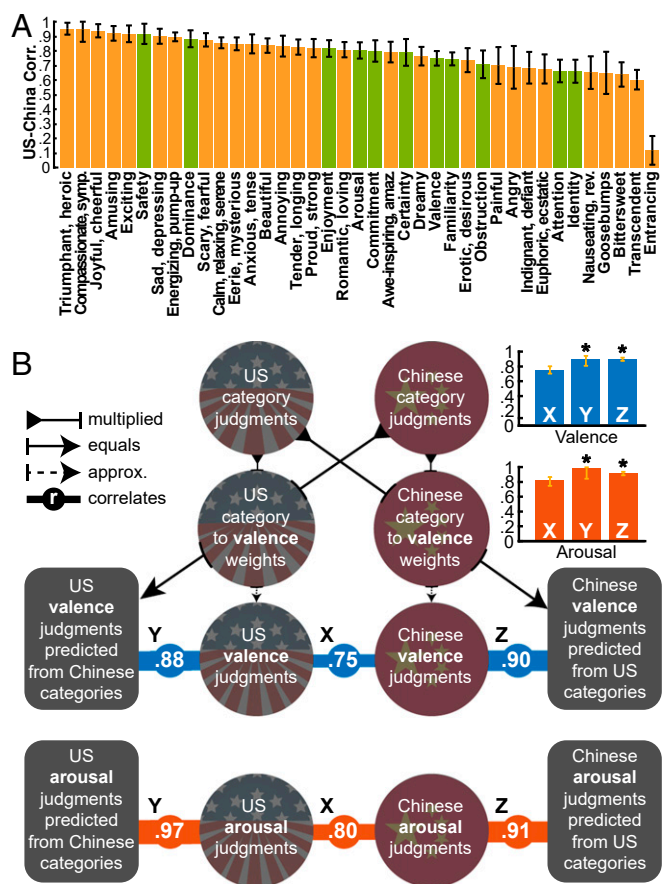 A
US-China Corr.
1
.9
.8
.7
.6
.5
.4
.3
.2
.1
0
Triumphant, heroic
Compassionate, symp.
Joyful, cheerful
Amusing
Exciting
Safety
Sad, depressing
Energizing, pump-up
Dominance
Scary, fearful
Calm, relaxing, serene
Eerie, mysterious
Anxious, tense
Beautiful
Annoying
Tender, longing
Proud, strong
Enjoyment
Romantic, loving
Arousal
Commitment
Awe-inspiring, amaz.
Certainty
Dreamy
Valence
Familiarity
Erotic, desirous
Obstruction
Painful
Angry
Indignant, defiant
Euphoric, ecstatic
Attention
Identity
Nauseating, rev.
Goosebumps
Bittersweet
Transcendent
Entrancing
B
multiplied
equals
approx.
r correlates
US
category
judgments
Chinese
category
judgments
1
.8
.6
.4
.2
* *
X Y Z
Valence
US
category
to valence
weights
Chinese
category
to valence
weights
1
.8
.6
.4
.2
0
* *
X Y Z
Arousal
US
valence
judgments
predicted
from Chinese
categories
Y
.88
US
valence
judgments
X
.75
Chinese
valence
judgments
Z
.90
Chinese
valence
judgments
predicted
from US
categories
US
arousal
judgments
predicted
from Chinese
categories
Y
.97
US
arousal
judgments
X
.80
Chinese
arousal
judgments
Z
.91
Chinese
arousal
judgments
predicted
from US
categories